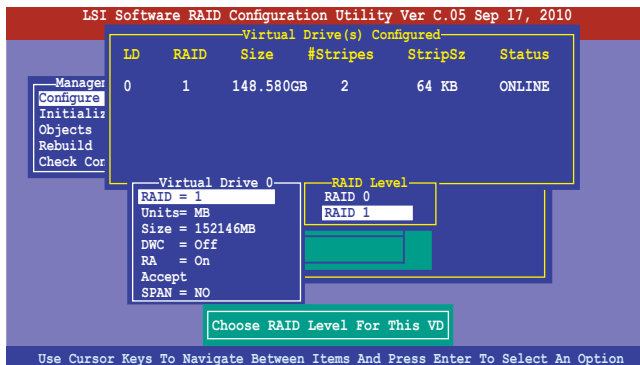 LSI Software RAID Configuration Utility Ver C.05 Sep 17, 2010
Virtual Drive(s) Configured
LD RAID Size #Stripes StripSz Status
0 1 148.580GB 2 64 KB ONLINE
Manager
Configure
Initializ
Objects
Rebuild
Check Con
Virtual Drive 0
RAID = 1
Units= MB
Size = 152146MB
DWC = Off
RA = On
Accept
SPAN = NO
RAID Level
RAID 0
RAID 1
Choose RAID Level For This VD
Use Cursor Keys To Navigate Between Items And Press Enter To Select An Option